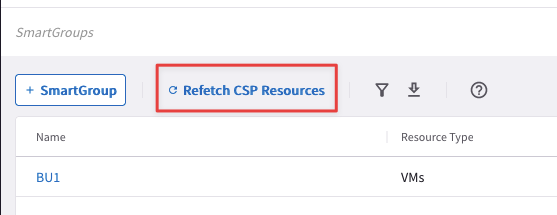 SmartGroups
+ SmartGroup
Refetch CSP Resources
Name
Resource Type
BU1
VMs